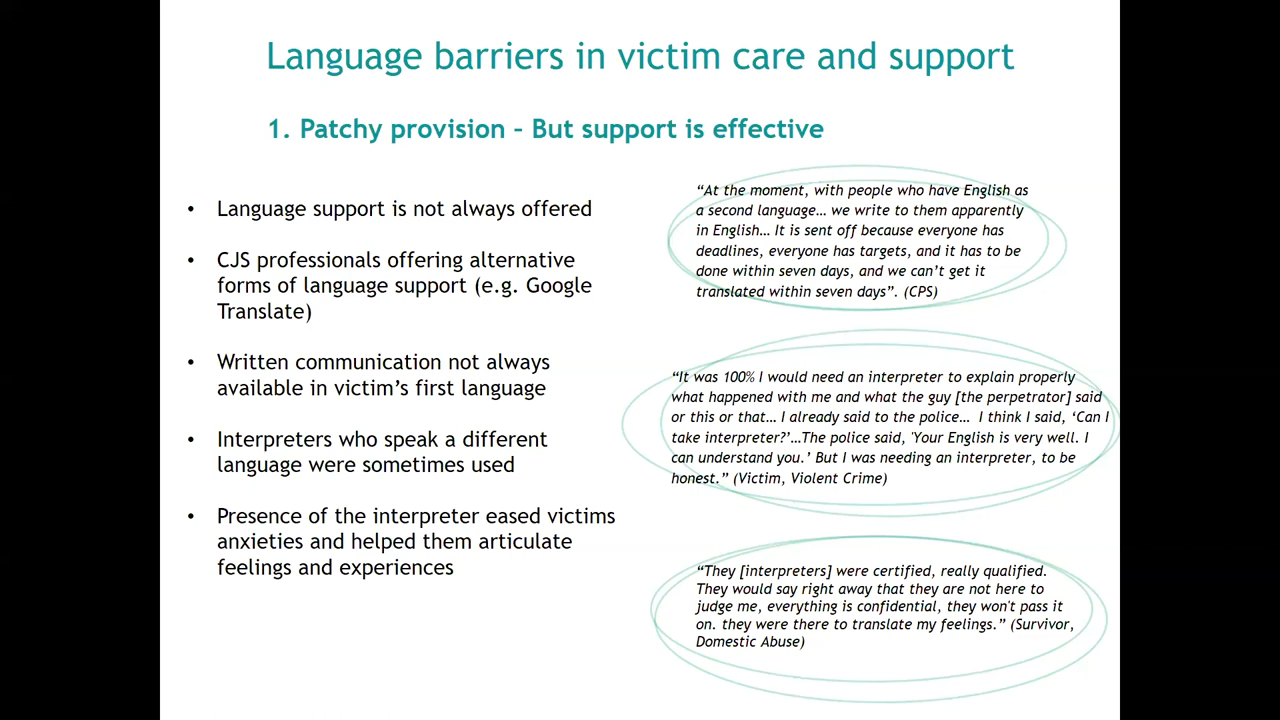 Language barriers in victim care and support
1. Patchy provision – But support is effective
• Language support is not always offered
• CJS professionals offering alternative
forms of language support (e.g. Google
Translate)
• Written communication not always
available in victim’s first language
• Interpreters who speak a different
language were sometimes used
• Presence of the interpreter eased victims
anxieties and helped them articulate
feelings and experiences
“At the moment, with people who have English as
a second language… we write to them apparently
in English… It is sent off because everyone has
deadlines, everyone has targets, and it has to be
done within seven days, and we can’t get it
translated within seven days”. (CPS)
“It was 100% I would need an interpreter to explain properly
what happened with me and what the guy [the perpetrator] said
or this or that… I already said to the police… I think I said, ‘Can I
take interpreter?’…The police said, 'Your English is very well. I
can understand you.’ But I was needing an interpreter, to be
honest.” (Victim, Violent Crime)
“They [interpreters] were certified, really qualified.
They would say right away that they are not here to
judge me, everything is confidential, they won't pass it
on. they were there to translate my feelings.” (Survivor,
Domestic Abuse)